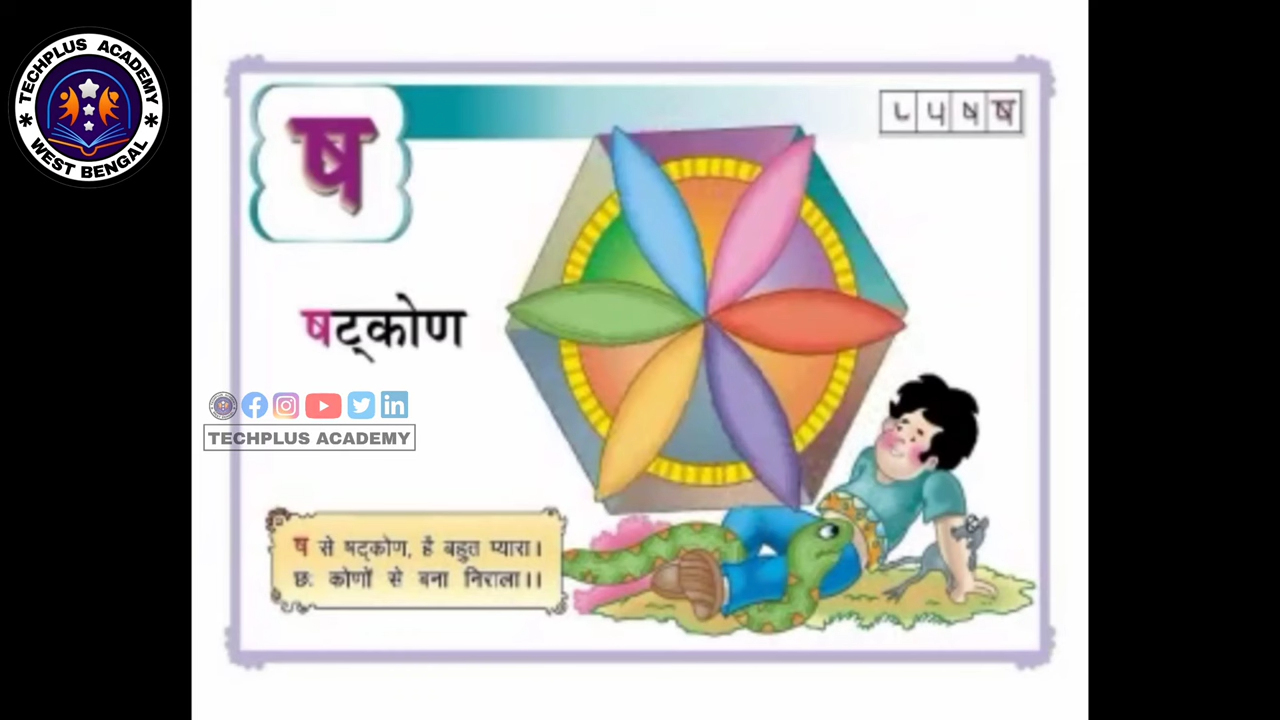 TECHPLUS ACADEMY
WEST BENGAL
ष
षट्कोण
TECHPLUS ACADEMY
ष से षट्कोण, है बहुत प्यारा।
छः कोणों से बना निराला।।
ष